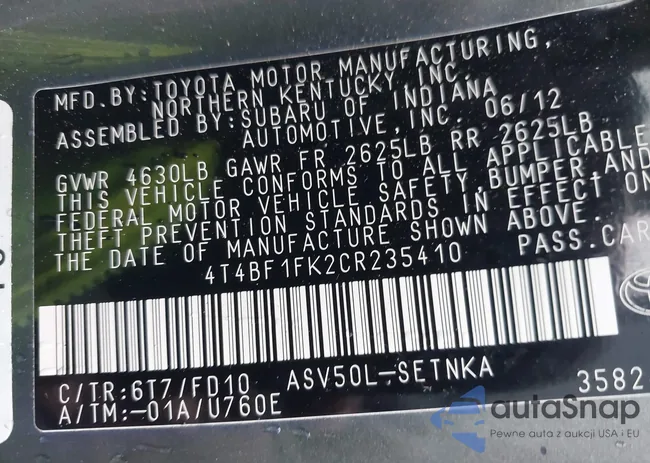 MFD.BY:TOYOTA MOTOR MANUFACTURING,
NORTHERN KENTUCKY,INC.
ASSEMBLED BY:SUBARU OF INDIANA
AUTOMOTIVE,INC. 06/12
GVWR 4630LB GAWR FR 2625LB RR 2625LB
THIS VEHICLE CONFORMS TO ALL APPLICABLE
FEDERAL MOTOR VEHICLE SAFETY,BUMPER,AND
THEFT PREVENTION STANDARDS IN EFFECT ON
THE DATE OF MANUFACTURE SHOWN ABOVE.
4T4BF1FK2CR235410 PASS.CAR
C/TR:6T7/FD10 ASV50L-SETNKA
A/TM:-01A/U760E 3582
autaSnap
Pewne auta z aukcji USA i EU